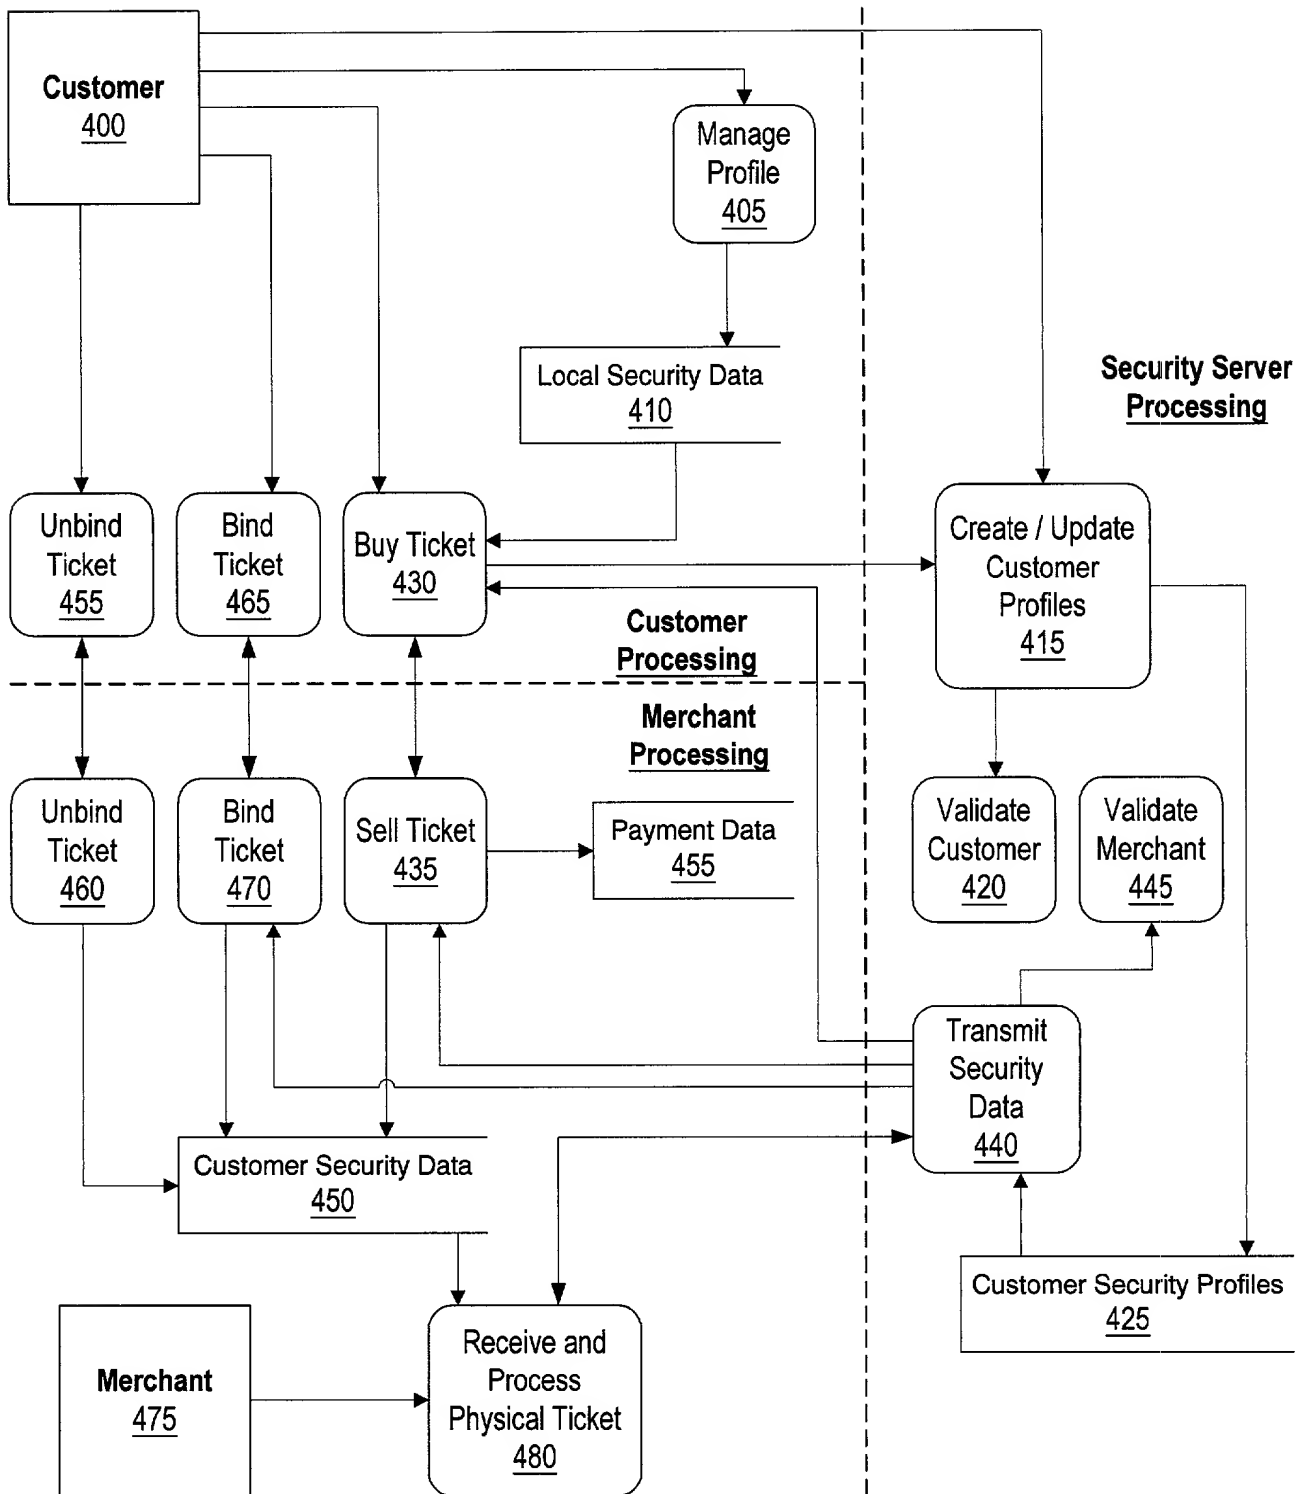 Customer
400
Manage
Profile
405
Local Security Data
410
Security Server
Processing
Unbind
Ticket
455
Bind
Ticket
465
Buy Ticket
430
Create / Update
Customer
Profiles
415
Customer
Processing
Merchant
Processing
Unbind
Ticket
460
Bind
Ticket
470
Sell Ticket
435
Payment Data
455
Validate
Customer
420
Validate
Merchant
445
Transmit
Security
Data
440
Customer Security Data
450
Customer Security Profiles
425
Merchant
475
Receive and
Process
Physical Ticket
480